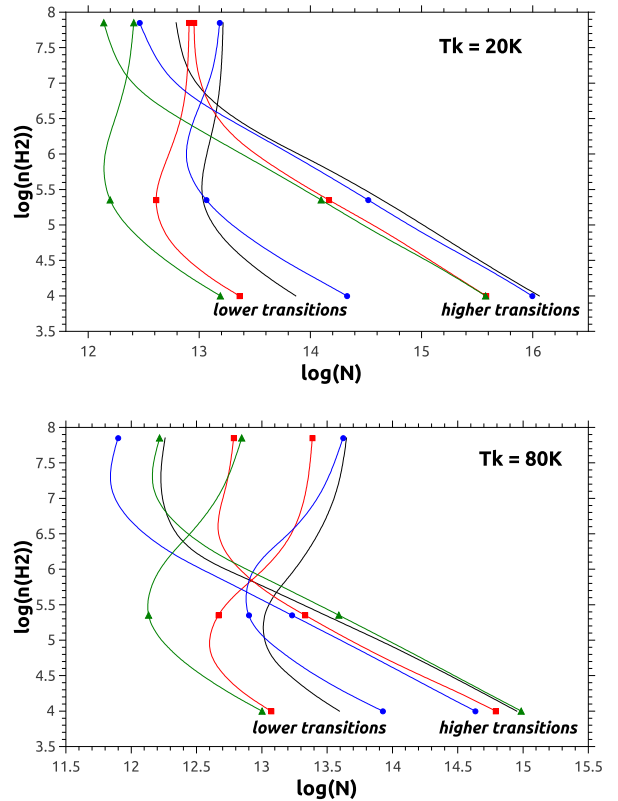 8
7.5
7
6.5
6
5.5
5
4.5
4
3.5
log(n(H2))
Tk = 20K
lower transitions
higher transitions
12 13 14 15 16
log(N)
8
7.5
7
6.5
6
5.5
5
4.5
4
3.5
log(n(H2))
Tk = 80K
lower transitions
higher transitions
11.5 12 12.5 13 13.5 14 14.5 15 15.5
log(N)